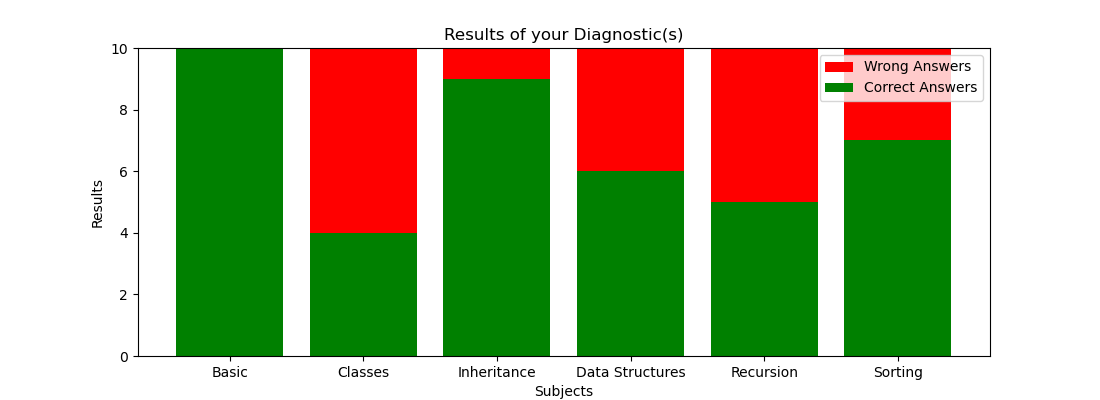 Results of your Diagnostic(s)
10
8
6
4
2
0
Results
Wrong Answers
Correct Answers
Basic
Classes
Inheritance
Data Structures
Recursion
Sorting
Subjects